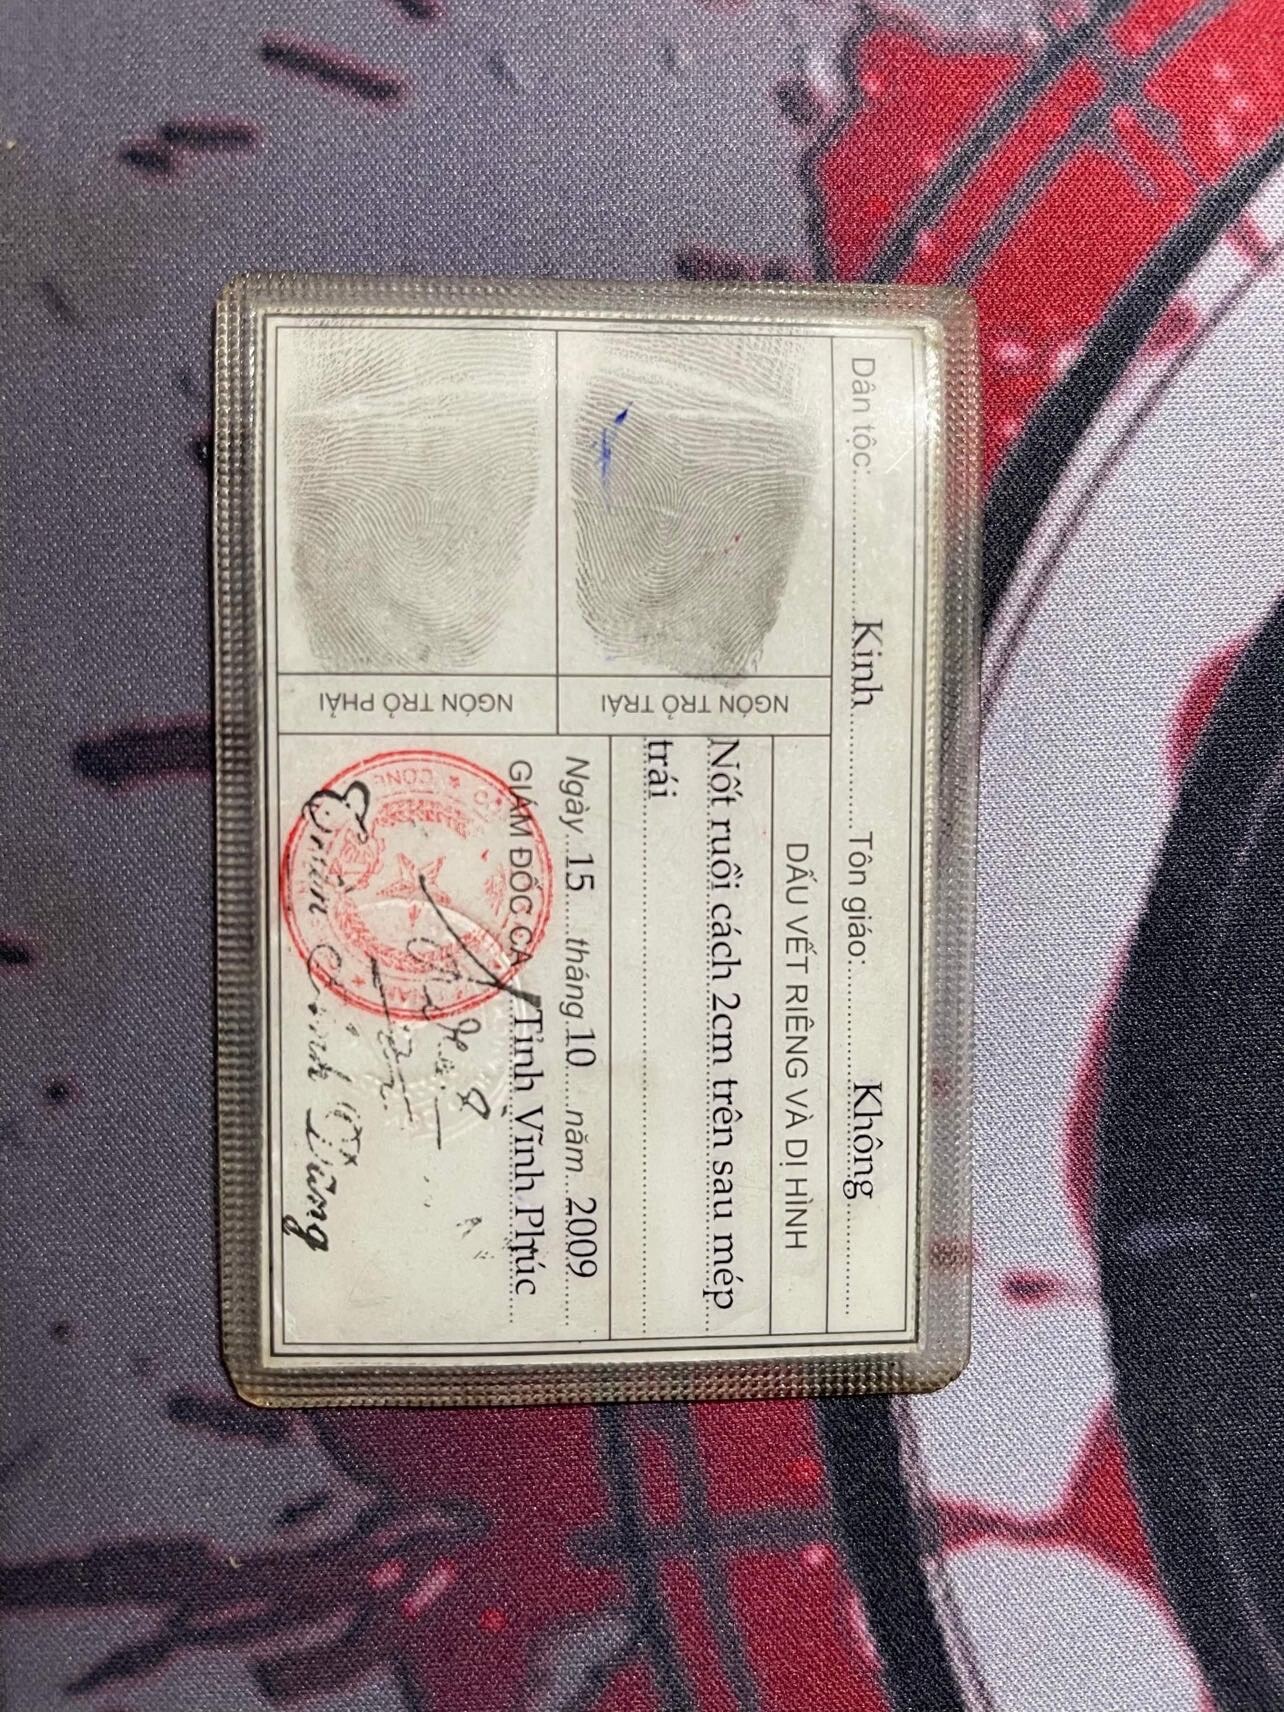 Dân tộc: Kinh Tôn giáo: Không
DẤU VẾT RIÊNG VÀ DỊ HÌNH
Nốt ruồi cách 2cm trên sau mép
trái
NGÓN TRỎ TRÁI
NGÓN TRỎ PHẢI
Ngày 15 tháng 10 năm 2009
GIÁM ĐỐC CA Tỉnh Vĩnh Phúc